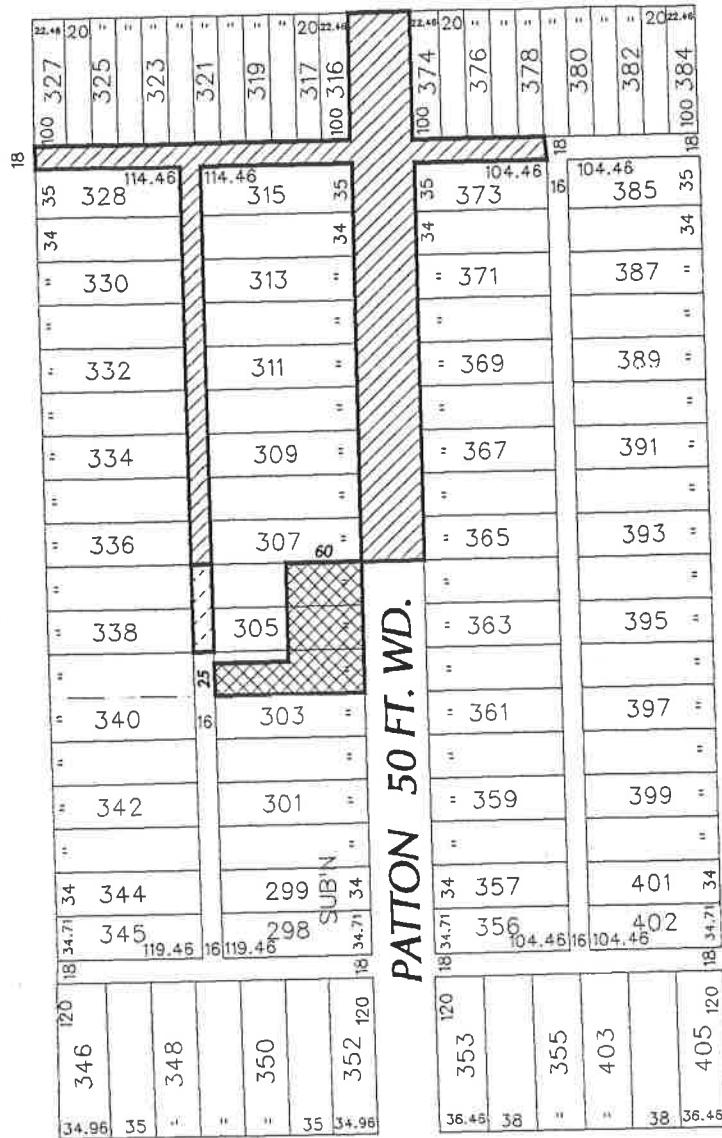 22.46 20 " " " " " 20 22.46 22.46 20 " " " " " 20 22.46
327 325 323 321 319 317 316 374 376 378 380 382 384
100 100 100 100
18 18 18
114.46 114.46 104.46 104.46
35 328 315 35 35 373 16 385 35
34 34 34 34
" 330 313 " " 371 387 "
" " " "
" 332 311 " " 369 389 "
" " " "
" 334 309 " " 367 391 "
" " " "
" 336 307 " " 365 393 "
60
" " " "
" 338 305 " " 363 395 "
25
" " " "
" 340 16 303 " " 361 397 "
" " " "
" 342 301 " " 359 399 "
" " " "
34 344 299 34 34 357 401 34
SUB'N
34.71 345 298 34.71 34.71 356 402 34.71
119.46 16 119.46 104.46 16 104.46
PATTON 50 FT. WD.
18 18 18 18
120 120 120 120
346 348 350 352 353 355 403 405
34.96 35 " " " 35 34.96 36.46 38 " " 38 36.46